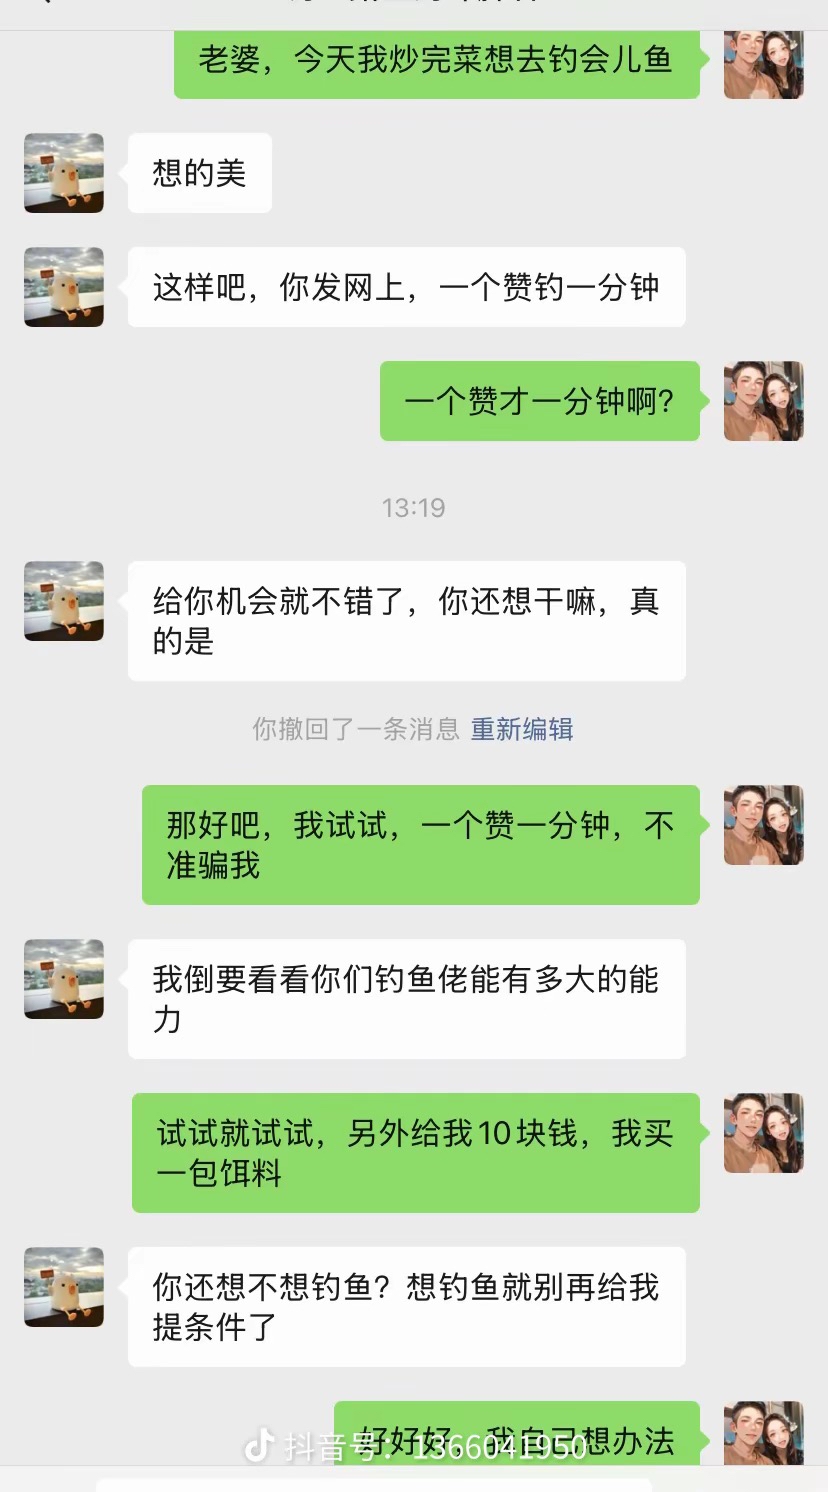 老婆，今天我炒完菜想去钓会儿鱼
想的美
这样吧，你发网上，一个赞钓一分钟
一个赞才一分钟啊?
13:19
给你机会就不错了，你还想干嘛，真
的是
你撤回了一条消息 重新编辑
那好吧，我试试，一个赞一分钟，不
准骗我
我倒要看看你们钓鱼佬能有多大的能
力
试试就试试，另外给我10块钱，我买
一包饵料
你还想不想钓鱼？想钓鱼就别再给我
提条件了
好好好，我自己想办法
抖音号：1366041950